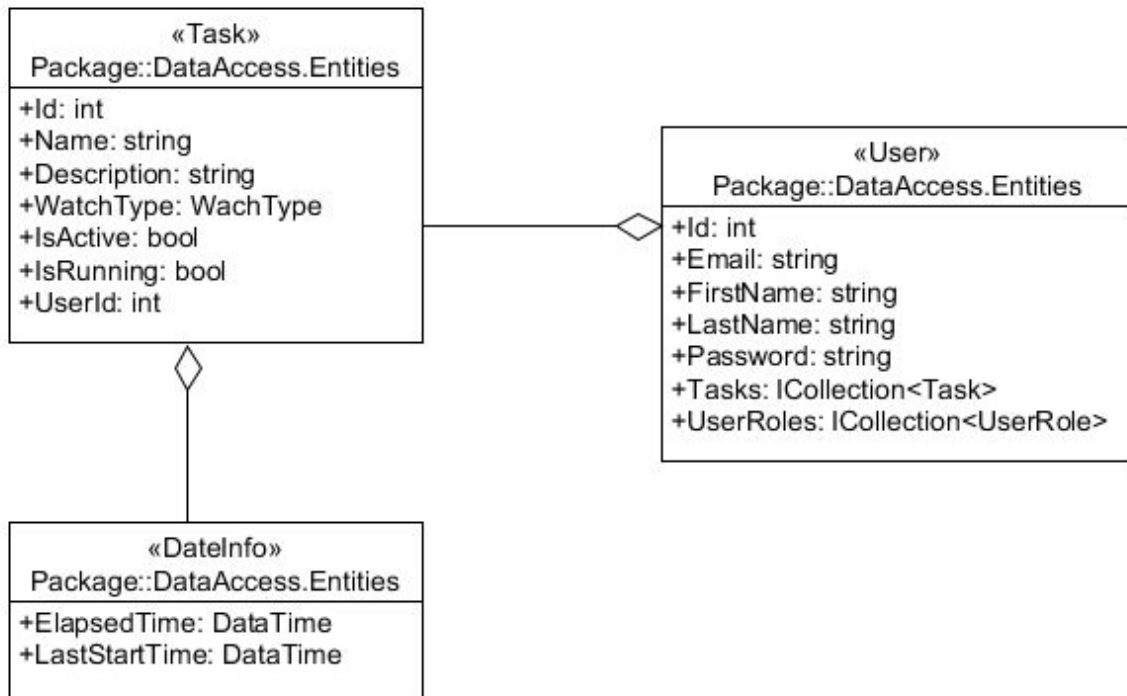 «Task»
Package::DataAccess.Entities
+Id: int
+Name: string
+Description: string
+WatchType: WachType
+IsActive: bool
+IsRunning: bool
+UserId: int
«User»
Package::DataAccess.Entities
+Id: int
+Email: string
+FirstName: string
+LastName: string
+Password: string
+Tasks: ICollection<Task>
+UserRoles: ICollection<UserRole>
«DateInfo»
Package::DataAccess.Entities
+ElapsedTime: DataTime
+LastStartTime: DataTime